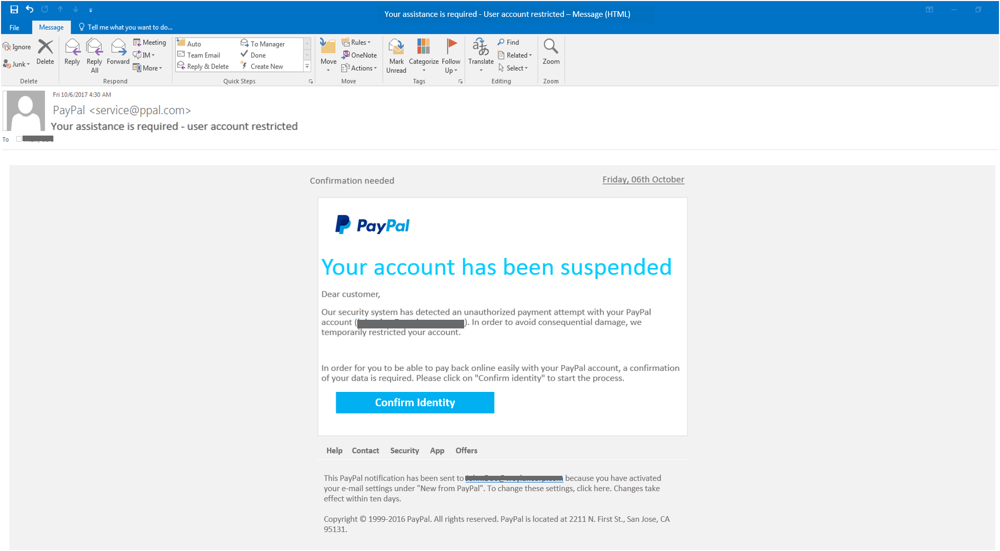 Your assistance is required - User account restricted – Message (HTML)
File
Message
Tell me what you want to do...
Ignore
Junk
Delete
Delete
Reply
Reply All
Forward
Meeting
IM
More
Respond
Auto
To Manager
Team Email
Done
Reply & Delete
Create New
Quick Steps
Move
Rules
OneNote
Actions
Move
Mark Unread
Categorize
Follow Up
Tags
Translate
Find
Related
Select
Editing
Zoom
Zoom
Fri 10/6/2017 4:30 AM
PayPal <service@ppal.com>
Your assistance is required - user account restricted
To
Confirmation needed
Friday, 06th October
PayPal
Your account has been suspended
Dear customer,
Our security system has detected an unauthorized payment attempt with your PayPal
account ( ). In order to avoid consequential damage, we
temporarily restricted your account.
In order for you to be able to pay back online easily with your PayPal account, a confirmation
of your data is required. Please click on "Confirm identity" to start the process.
Confirm Identity
Help Contact Security App Offers
This PayPal notification has been sent to because you have activated
your e-mail settings under "New from PayPal". To change these settings, click here. Changes take
effect within ten days.
Copyright © 1999-2016 PayPal. All rights reserved. PayPal is located at 2211 N. First St., San Jose, CA
95131.